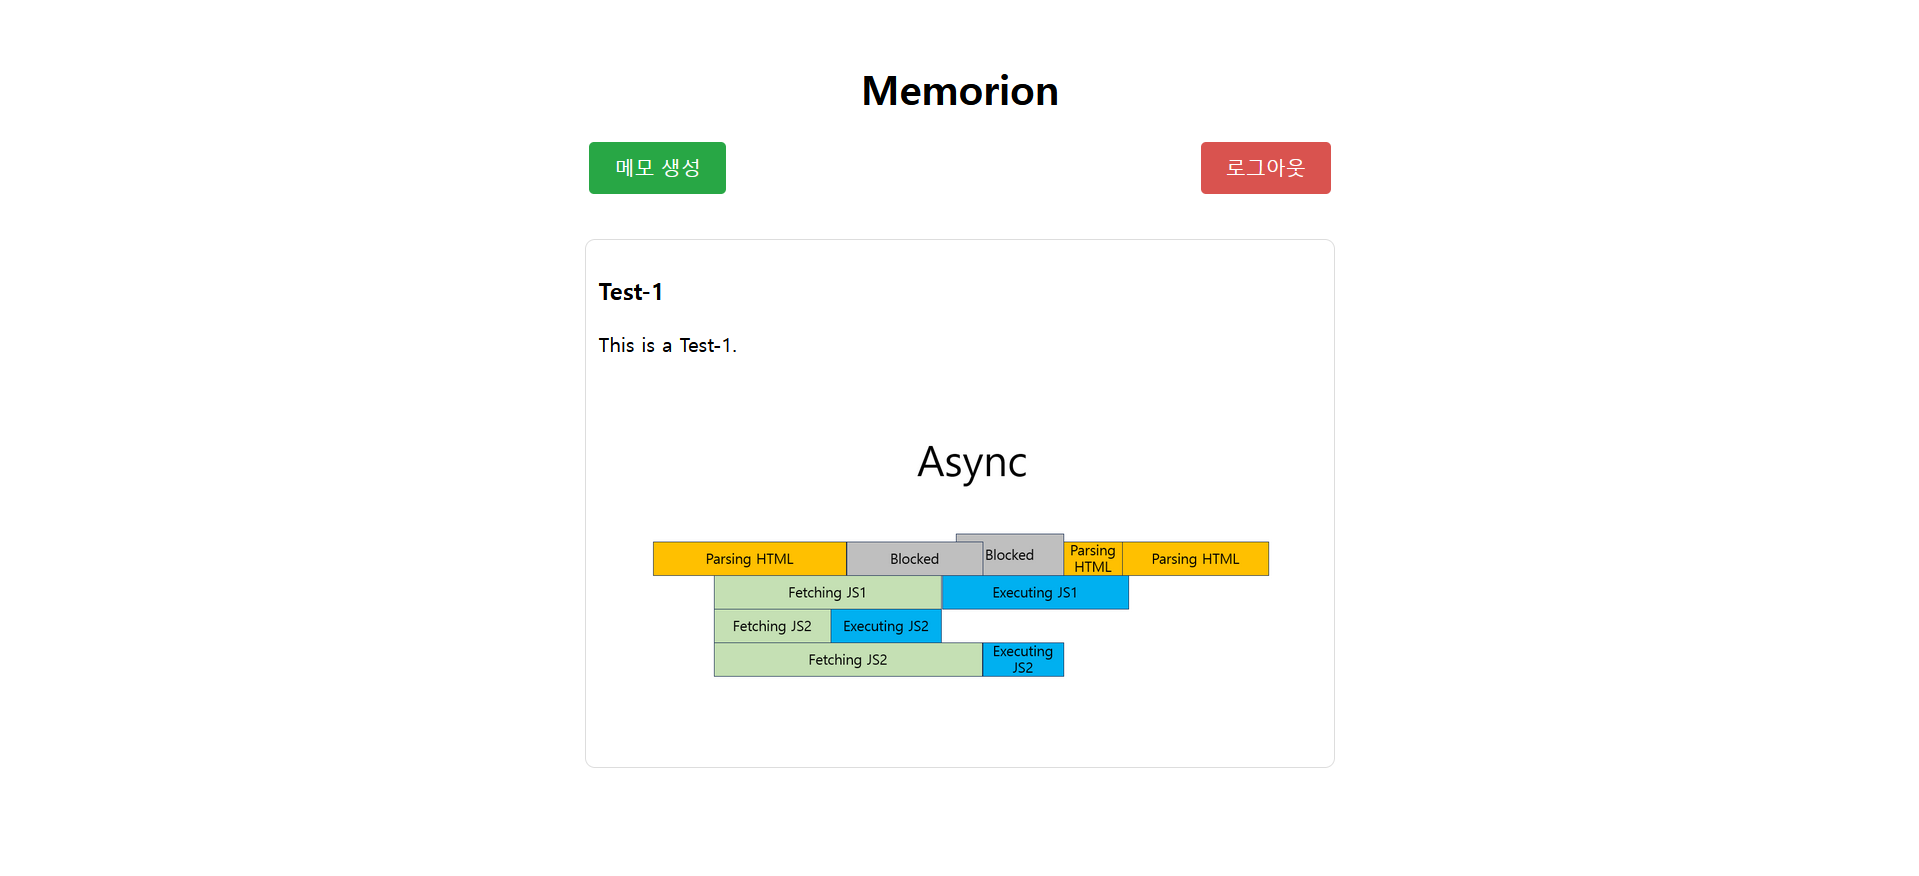 Memorion
메모 생성
로그아웃
Test-1
This is a Test-1.
Async
Parsing HTML
Blocked
Blocked
Parsing
HTML
Parsing HTML
Fetching JS1
Executing JS1
Fetching JS2
Executing JS2
Fetching JS2
Executing
JS2